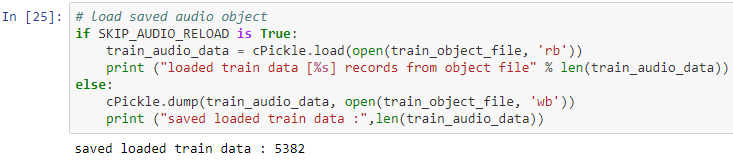 In [25]: # load saved audio object
if SKIP_AUDIO_RELOAD is True:
    train_audio_data = cPickle.load(open(train_object_file, 'rb'))
    print ("loaded train data [%s] records from object file" % len(train_audio_data))
else:
    cPickle.dump(train_audio_data, open(train_object_file, 'wb'))
    print ("saved loaded train data :",len(train_audio_data))
saved loaded train data : 5382